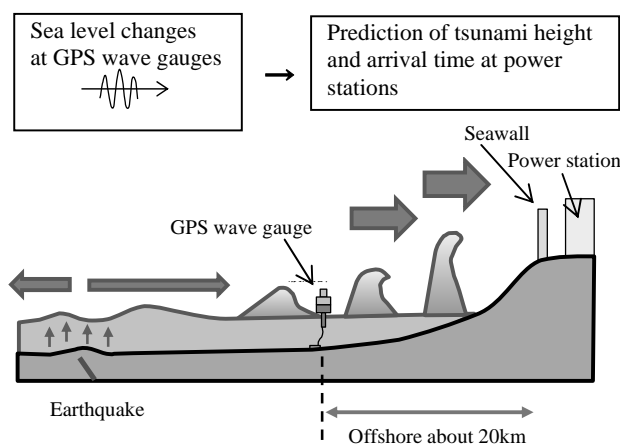 Sea level changes
at GPS wave gauges
Prediction of tsunami height
and arrival time at power
stations
Seawall
Power station
GPS wave gauge
Earthquake
Offshore about 20km